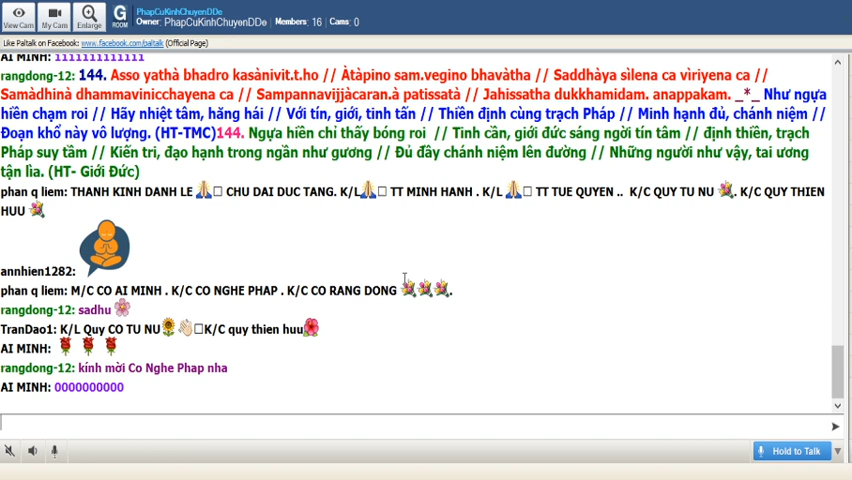 PhapCuKinhChuyenDDe
Owner: PhapCuKinhChuyenDDe Members: 16 Cams: 0
View Cam My Cam Enlarge G ROOM
Like Paltalk on Facebook: www.facebook.com/paltalk (Official Page)
AI MINH: 1111111111111
rangdong-12: 144. Asso yathà bhadro kasànivit.t.ho // Àtàpino sam.vegino bhavàtha // Saddhàya sìlena ca vìriyena ca //
Samàdhinà dhammavinicchayena ca // Sampannavijjàcaran.à patissatà // Jahissatha dukkhamidam. anappakam. _*_ Như ngựa
hiền chạm roi // Hãy nhiệt tâm, hăng hái // Với tín, giới, tinh tấn // Thiền định cùng trạch Pháp // Minh hạnh đủ, chánh niệm //
Đoạn khổ này vô lượng. (HT-TMC)144. Ngựa hiền chỉ thấy bóng roi // Tinh cần, giới đức sáng ngời tín tâm // định thiền, trạch
Pháp suy tầm // Kiến tri, đạo hạnh trong ngần như gương // Đủ đầy chánh niệm lên đường // Những người như vậy, tai ương
tận lìa. (HT- Giới Đức)
phan q liem: THANH KINH DANH LE 🙏 CHU DAI DUC TANG. K/L🙏 TT MINH HANH . K/L 🙏 TT TUE QUYEN .. K/C QUY TU NU 💐. K/C QUY THIEN
HUU 💐
annhien1282:
phan q liem: M/C CO AI MINH . K/C CO NGHE PHAP . K/C CO RANG DONG 💐💐💐.
rangdong-12: sadhu 🌸
TranDao1: K/L Quy CO TU NU🌻👏K/C quy thien huu🌺
AI MINH: 🌹 🌹 🌹
rangdong-12: kính mời Co Nghe Phap nha
AI MINH: 0000000000
Hold to Talk